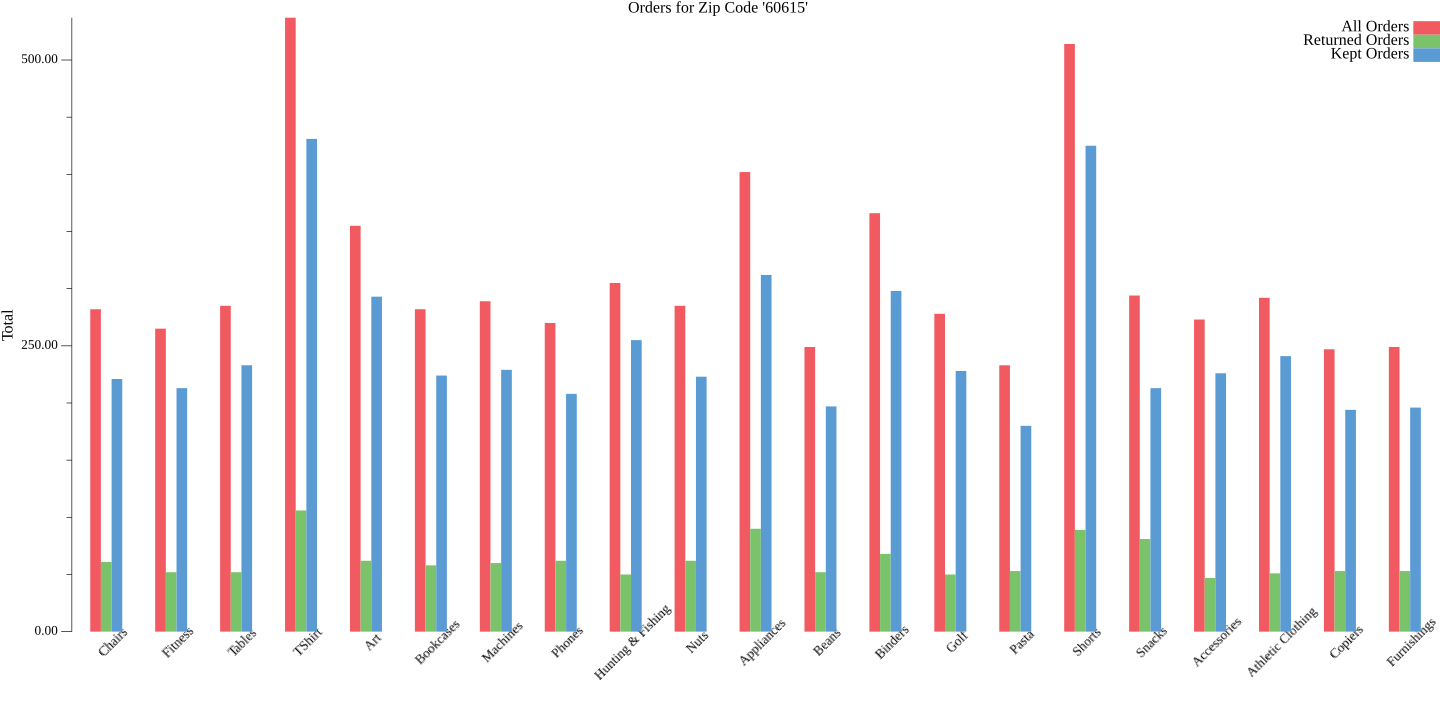 Orders for Zip Code '60615'
All Orders
Returned Orders
Kept Orders
Total
500.00
250.00
0.00
Chairs
Fitness
Tables
TShirt
Art
Bookcases
Machines
Phones
Hunting & Fishing
Nuts
Appliances
Beans
Binders
Golf
Pasta
Shorts
Snacks
Accessories
Athletic Clothing
Copiers
Furnishings